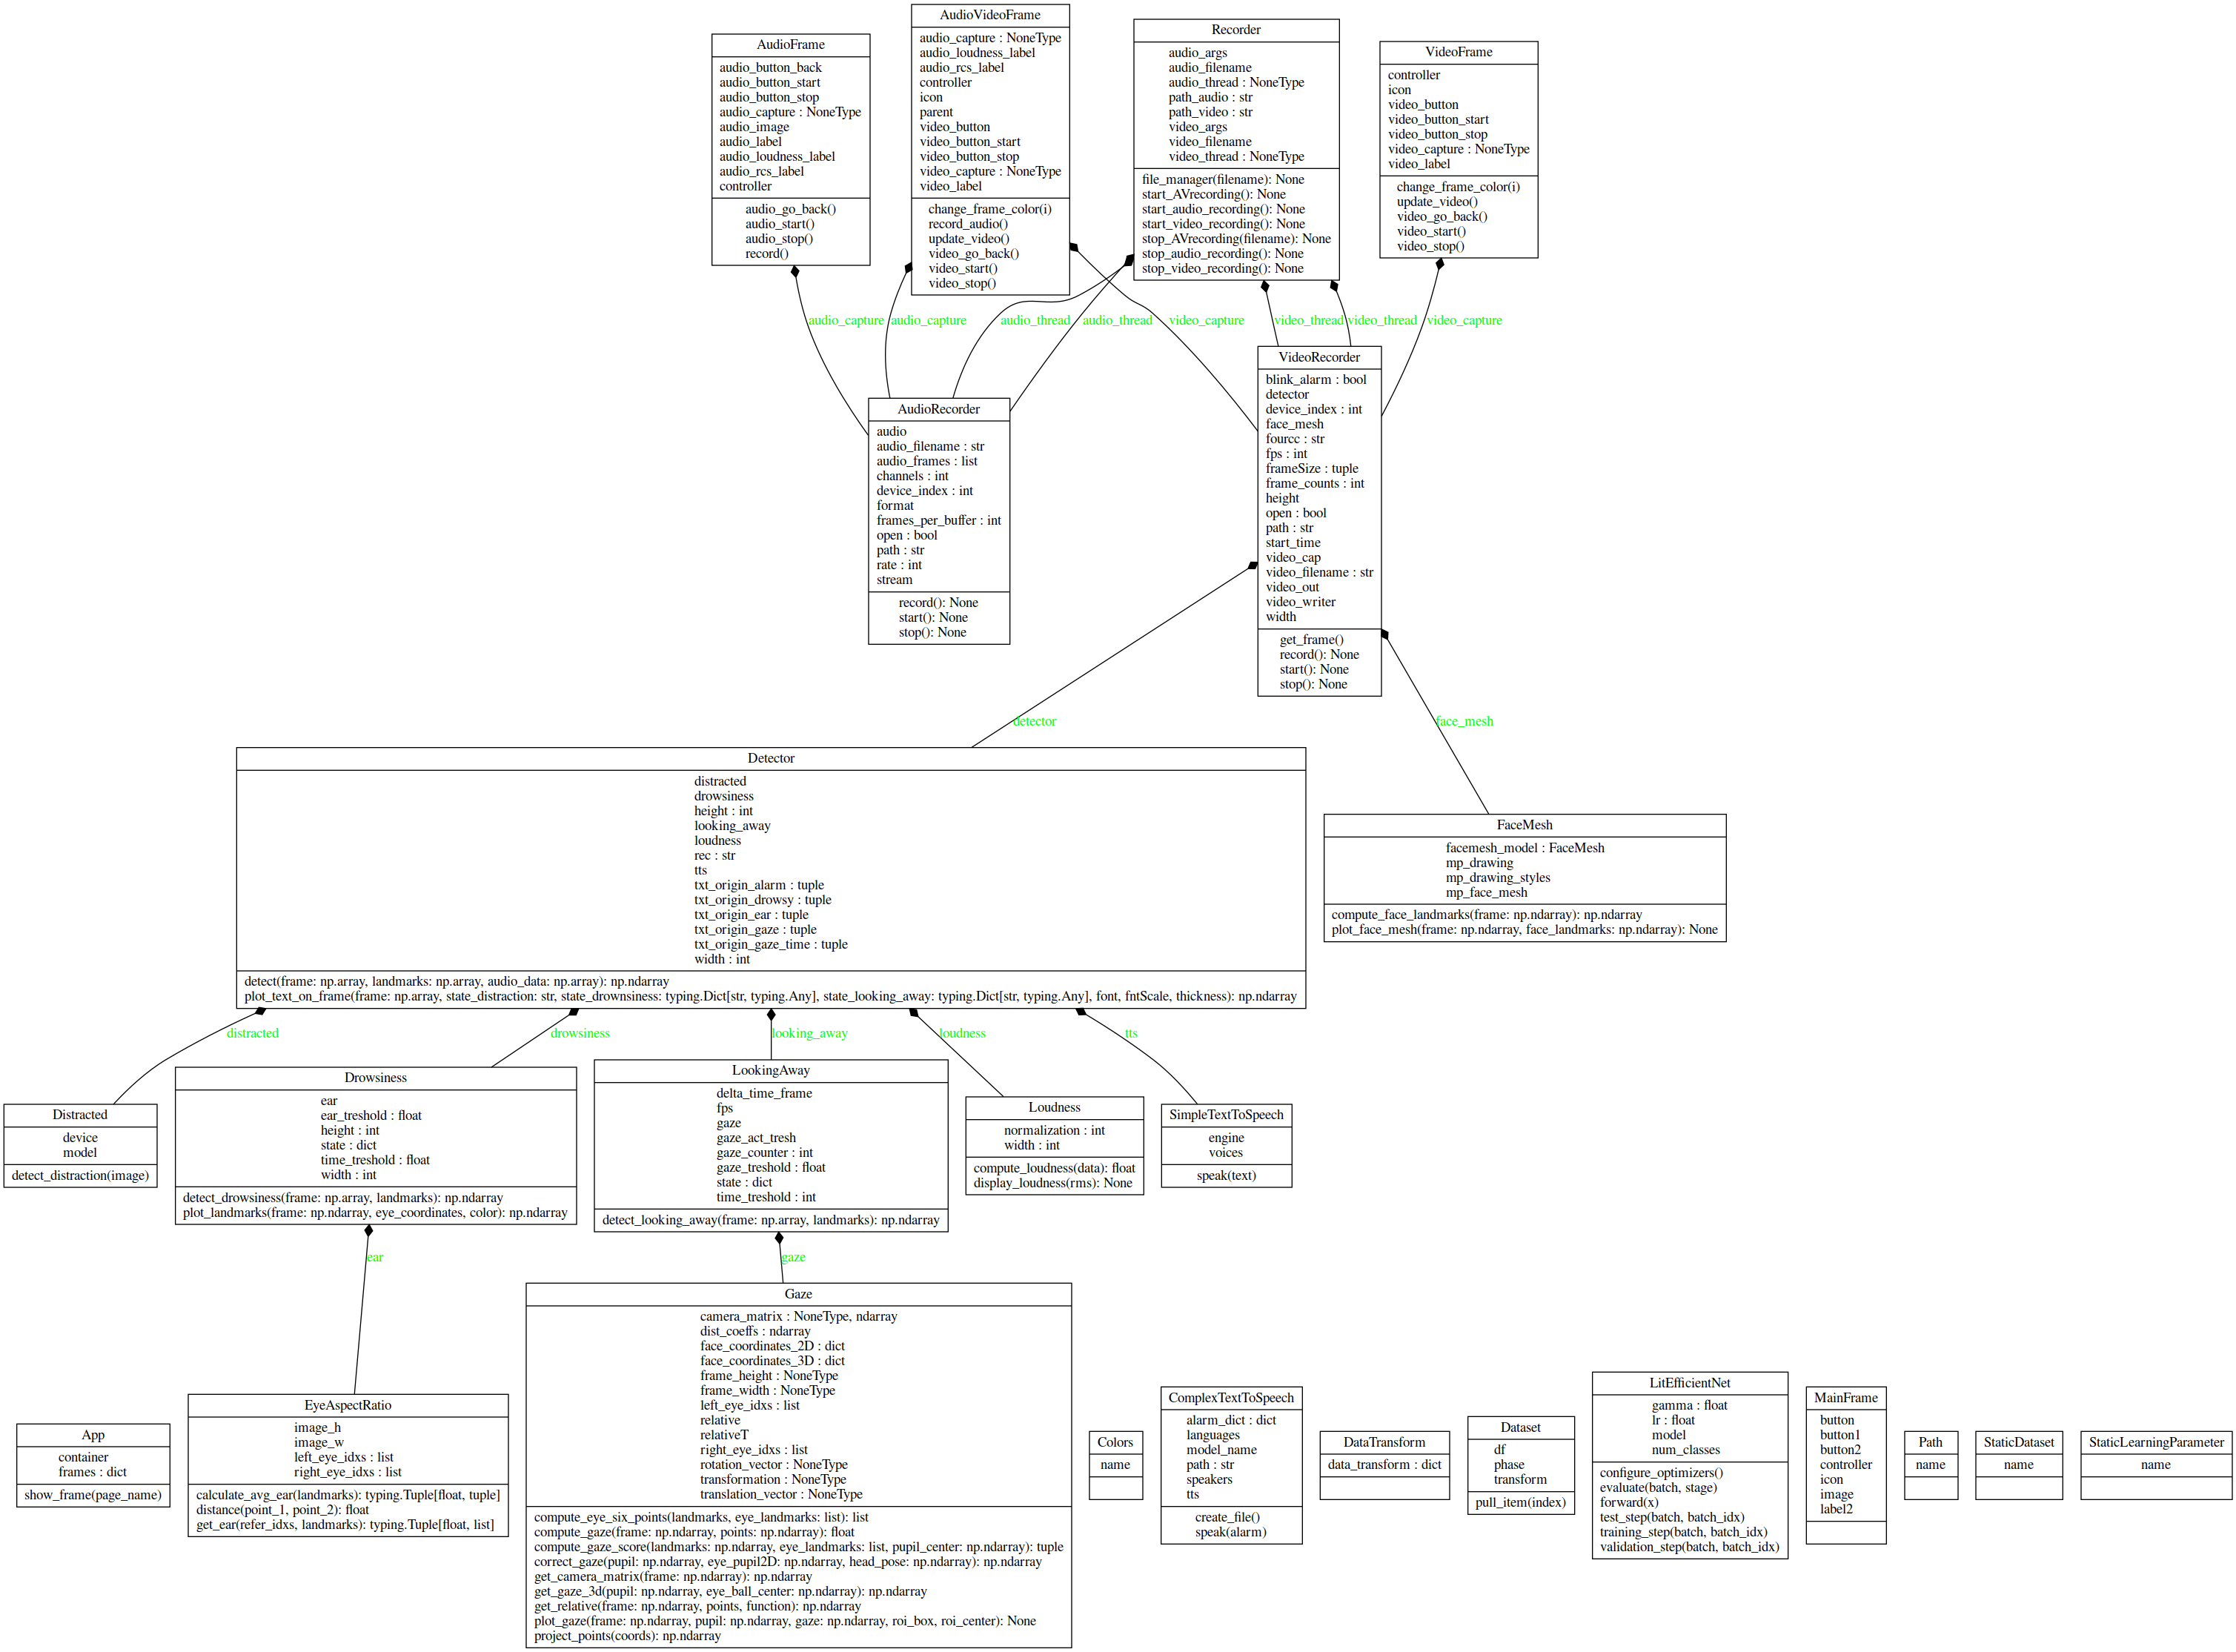 AudioFrame
audio_button_back
audio_button_start
audio_button_stop
audio_capture : NoneType
audio_image
audio_label
audio_loudness_label
audio_rcs_label
controller
audio_go_back()
audio_start()
audio_stop()
record()
AudioVideoFrame
audio_capture : NoneType
audio_loudness_label
audio_rcs_label
controller
icon
parent
video_button
video_button_start
video_button_stop
video_capture : NoneType
video_label
change_frame_color(i)
record_audio()
update_video()
video_go_back()
video_start()
video_stop()
Recorder
audio_args
audio_filename
audio_thread : NoneType
path_audio : str
path_video : str
video_args
video_filename
video_thread : NoneType
file_manager(filename): None
start_AVrecording(): None
start_audio_recording(): None
start_video_recording(): None
stop_AVrecording(filename): None
stop_audio_recording(): None
stop_video_recording(): None
VideoFrame
controller
icon
video_button
video_button_start
video_button_stop
video_capture : NoneType
video_label
change_frame_color(i)
update_video()
video_go_back()
video_start()
video_stop()
audio_capture
audio_capture
audio_thread
audio_thread
video_capture
video_thread
video_thread
video_capture
AudioRecorder
audio
audio_filename : str
audio_frames : list
channels : int
device_index : int
format
frames_per_buffer : int
open : bool
path : str
rate : int
stream
record(): None
start(): None
stop(): None
VideoRecorder
blink_alarm : bool
detector
device_index : int
face_mesh
fourcc : str
fps : int
frameSize : tuple
frame_counts : int
height
open : bool
path : str
start_time
video_cap
video_filename : str
video_out
video_writer
width
get_frame()
record(): None
start(): None
stop(): None
detector
face_mesh
Detector
distracted
drowsiness
height : int
looking_away
loudness
rec : str
tts
txt_origin_alarm : tuple
txt_origin_drowsy : tuple
txt_origin_ear : tuple
txt_origin_gaze : tuple
txt_origin_gaze_time : tuple
width : int
detect(frame: np.array, landmarks: np.array, audio_data: np.array): np.ndarray
plot_text_on_frame(frame: np.array, state_distraction: str, state_drownsiness: typing.Dict[str, typing.Any], state_looking_away: typing.Dict[str, typing.Any], font, fntScale, thickness): np.ndarray
FaceMesh
facemesh_model : FaceMesh
mp_drawing
mp_drawing_styles
mp_face_mesh
compute_face_landmarks(frame: np.ndarray): np.ndarray
plot_face_mesh(frame: np.ndarray, face_landmarks: np.ndarray): None
distracted
drowsiness
looking_away
loudness
tts
Distracted
device
model
detect_distraction(image)
Drowsiness
ear
ear_treshold : float
height : int
state : dict
time_treshold : float
width : int
detect_drowsiness(frame: np.array, landmarks): np.ndarray
plot_landmarks(frame: np.ndarray, eye_coordinates, color): np.ndarray
LookingAway
delta_time_frame
fps
gaze
gaze_act_tresh
gaze_counter : int
gaze_treshold : float
state : dict
time_treshold : int
detect_looking_away(frame: np.array, landmarks): np.ndarray
Loudness
normalization : int
width : int
compute_loudness(data): float
display_loudness(rms): None
SimpleTextToSpeech
engine
voices
speak(text)
ear
gaze
App
container
frames : dict
show_frame(page_name)
EyeAspectRatio
image_h
image_w
left_eye_idxs : list
right_eye_idxs : list
calculate_avg_ear(landmarks): typing.Tuple[float, tuple]
distance(point_1, point_2): float
get_ear(refer_idxs, landmarks): typing.Tuple[float, list]
Gaze
camera_matrix : NoneType, ndarray
dist_coeffs : ndarray
face_coordinates_2D : dict
face_coordinates_3D : dict
frame_height : NoneType
frame_width : NoneType
left_eye_idxs : list
relative
relativeT
right_eye_idxs : list
rotation_vector : NoneType
transformation : NoneType
translation_vector : NoneType
compute_eye_six_points(landmarks, eye_landmarks: list): list
compute_gaze(frame: np.ndarray, points: np.ndarray): float
compute_gaze_score(landmarks: np.ndarray, eye_landmarks: list, pupil_center: np.ndarray): tuple
correct_gaze(pupil: np.ndarray, eye_pupil2D: np.ndarray, head_pose: np.ndarray): np.ndarray
get_camera_matrix(frame: np.ndarray): np.ndarray
get_gaze_3d(pupil: np.ndarray, eye_ball_center: np.ndarray): np.ndarray
get_relative(frame: np.ndarray, points, function): np.ndarray
plot_gaze(frame: np.ndarray, pupil: np.ndarray, gaze: np.ndarray, roi_box, roi_center): None
project_points(coords): np.ndarray
Colors
name
ComplexTextToSpeech
alarm_dict : dict
languages
model_name
path : str
speakers
tts
create_file()
speak(alarm)
DataTransform
data_transform : dict
Dataset
df
phase
transform
pull_item(index)
LitEfficientNet
gamma : float
lr : float
model
num_classes
configure_optimizers()
evaluate(batch, stage)
forward(x)
test_step(batch, batch_idx)
training_step(batch, batch_idx)
validation_step(batch, batch_idx)
MainFrame
button
button1
button2
controller
icon
image
label2
Path
name
StaticDataset
name
StaticLearningParameter
name